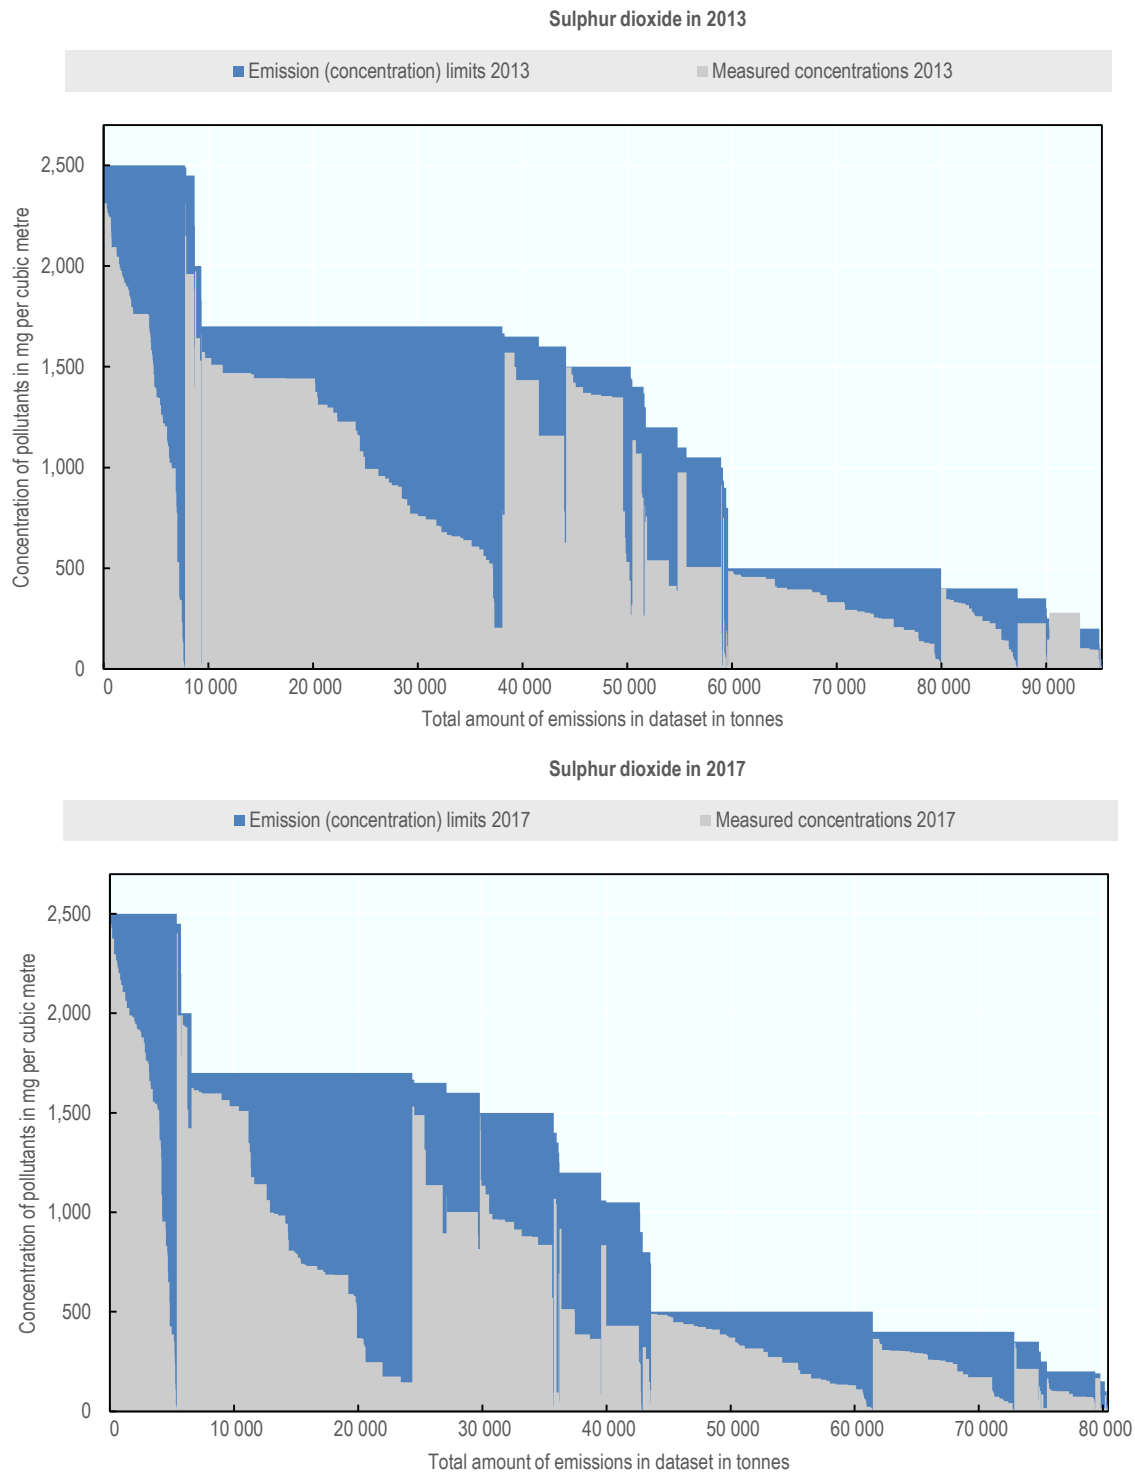 Sulphur dioxide in 2013
Emission (concentration) limits 2013
Measured concentrations 2013
Concentration of pollutants in mg per cubic metre
2,500
2,000
1,500
1,000
500
0
0 10 000 20 000 30 000 40 000 50 000 60 000 70 000 80 000 90 000
Total amount of emissions in dataset in tonnes
Sulphur dioxide in 2017
Emission (concentration) limits 2017
Measured concentrations 2017
Concentration of pollutants in mg per cubic metre
2,500
2,000
1,500
1,000
500
0
0 10 000 20 000 30 000 40 000 50 000 60 000 70 000 80 000
Total amount of emissions in dataset in tonnes